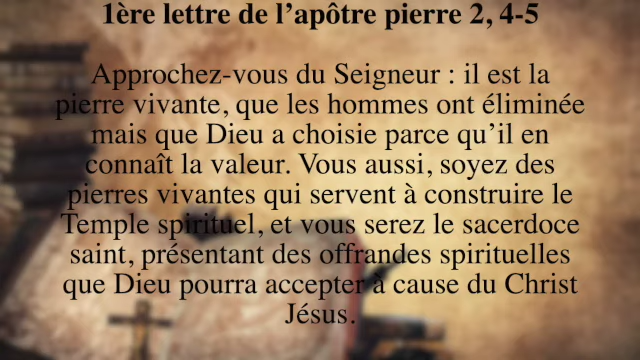 1ère lettre de l’apôtre pierre 2, 4-5
Approchez-vous du Seigneur : il est la
pierre vivante, que les hommes ont éliminée
mais que Dieu a choisie parce qu’il en
connaît la valeur. Vous aussi, soyez des
pierres vivantes qui servent à construire le
Temple spirituel, et vous serez le sacerdoce
saint, présentant des offrandes spirituelles
que Dieu pourra accepter à cause du Christ
Jésus.